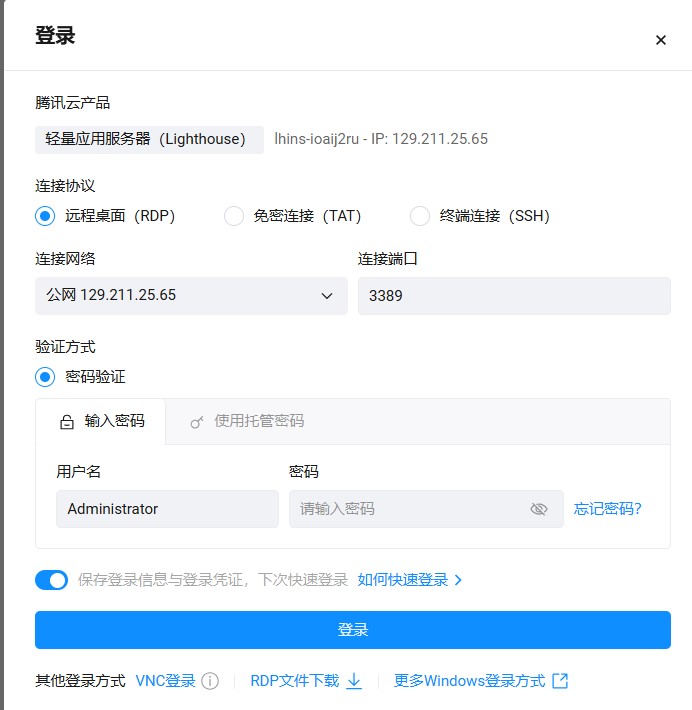 登录
腾讯云产品
轻量应用服务器（Lighthouse） lhins-ioaij2ru - IP: 129.211.25.65
连接协议
远程桌面（RDP） 免密连接（TAT） 终端连接（SSH）
连接网络 连接端口
公网 129.211.25.65 3389
验证方式
密码验证
输入密码 使用托管密码
用户名 密码
Administrator 请输入密码 忘记密码?
保存登录信息与登录凭证，下次快速登录 如何快速登录
登录
其他登录方式 VNC登录 RDP文件下载 更多Windows登录方式